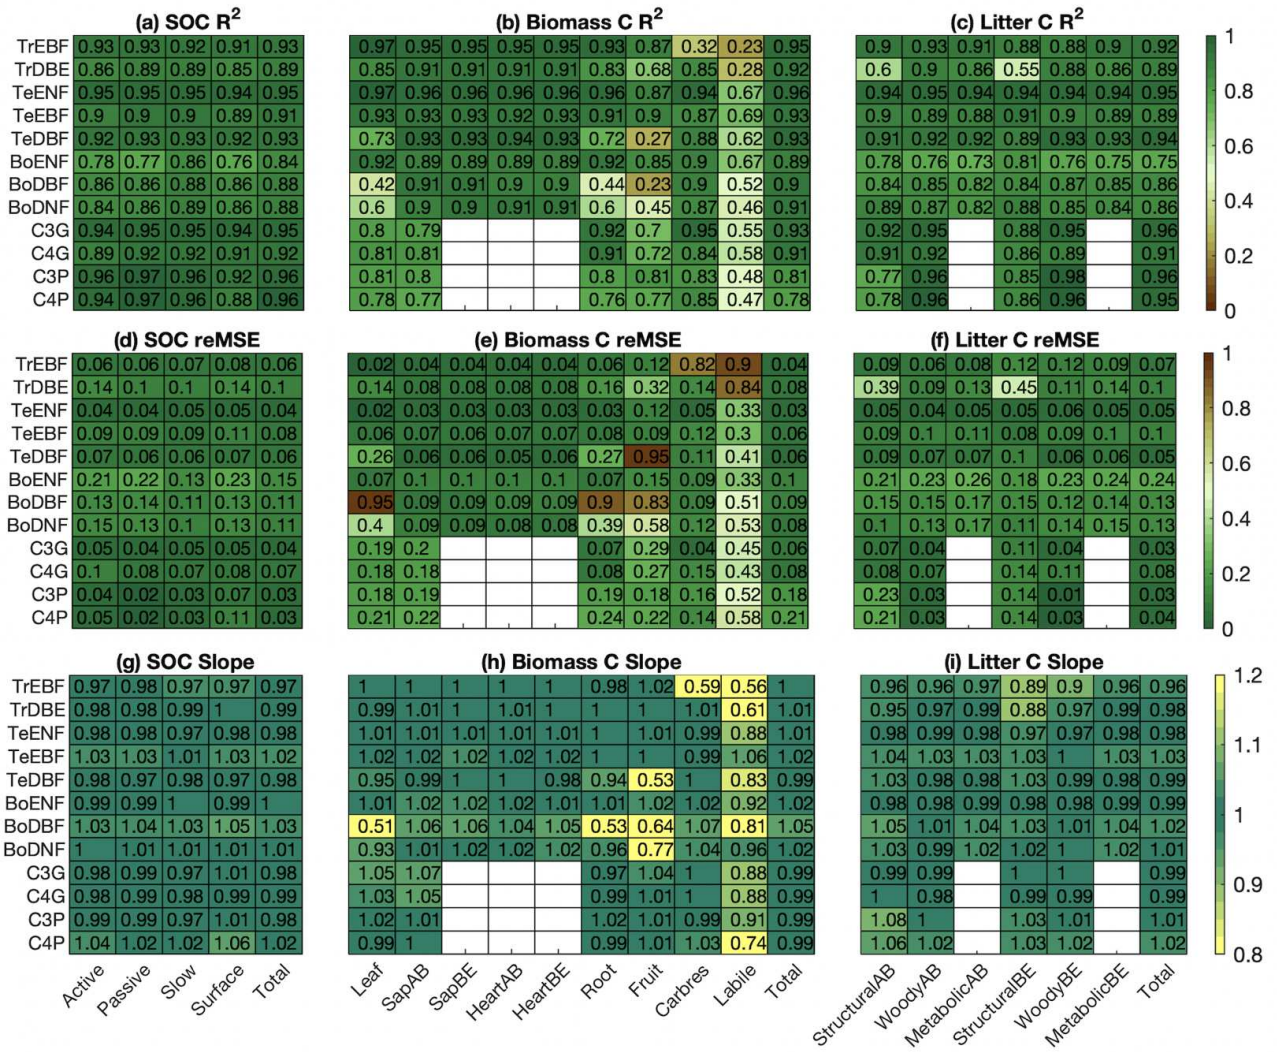 (a) SOC R² (b) Biomass C R² (c) Litter C R²
TrEBF 0.93 0.93 0.92 0.91 0.93 0.97 0.95 0.95 0.95 0.95 0.93 0.87 0.32 0.23 0.95 0.9 0.93 0.91 0.88 0.88 0.9 0.92 1
TrDBE 0.86 0.89 0.89 0.85 0.89 0.85 0.91 0.91 0.91 0.91 0.83 0.68 0.85 0.28 0.92 0.6 0.9 0.86 0.55 0.88 0.86 0.89
TeENF 0.95 0.95 0.95 0.94 0.95 0.97 0.96 0.96 0.96 0.96 0.96 0.87 0.94 0.67 0.96 0.94 0.95 0.94 0.94 0.94 0.94 0.95 0.8
TeEBF 0.9 0.9 0.9 0.89 0.91 0.93 0.93 0.93 0.92 0.93 0.91 0.9 0.87 0.69 0.93 0.9 0.89 0.88 0.91 0.9 0.89 0.89
TeDBF 0.92 0.93 0.93 0.92 0.93 0.73 0.93 0.93 0.94 0.93 0.72 0.27 0.88 0.62 0.93 0.91 0.92 0.92 0.89 0.93 0.93 0.94 0.6
BoENF 0.78 0.77 0.86 0.76 0.84 0.92 0.89 0.89 0.89 0.89 0.92 0.85 0.9 0.67 0.89 0.78 0.76 0.73 0.81 0.76 0.75 0.75
BoDBF 0.86 0.86 0.88 0.86 0.88 0.42 0.91 0.91 0.9 0.9 0.44 0.23 0.9 0.52 0.9 0.84 0.85 0.82 0.84 0.87 0.85 0.86
BoDNF 0.84 0.86 0.89 0.86 0.88 0.6 0.9 0.9 0.91 0.91 0.6 0.45 0.87 0.46 0.91 0.89 0.87 0.82 0.88 0.85 0.84 0.86 0.4
C3G 0.94 0.95 0.95 0.94 0.95 0.8 0.79 0.92 0.7 0.95 0.55 0.93 0.92 0.95 0.88 0.95 0.96
C4G 0.89 0.92 0.92 0.91 0.92 0.81 0.81 0.91 0.72 0.84 0.58 0.91 0.91 0.92 0.86 0.89 0.91 0.2
C3P 0.96 0.97 0.96 0.92 0.96 0.81 0.8 0.8 0.81 0.83 0.48 0.81 0.77 0.96 0.85 0.98 0.96
C4P 0.94 0.97 0.96 0.88 0.96 0.78 0.77 0.76 0.77 0.85 0.47 0.78 0.78 0.96 0.86 0.96 0.95 0
(d) SOC reMSE (e) Biomass C reMSE (f) Litter C reMSE
TrEBF 0.06 0.06 0.07 0.08 0.06 0.02 0.04 0.04 0.04 0.04 0.06 0.12 0.82 0.9 0.04 0.09 0.06 0.08 0.12 0.12 0.09 0.07 1
TrDBE 0.14 0.1 0.1 0.14 0.1 0.14 0.08 0.08 0.08 0.08 0.16 0.32 0.14 0.84 0.08 0.39 0.09 0.13 0.45 0.11 0.14 0.1
TeENF 0.04 0.04 0.05 0.05 0.04 0.02 0.03 0.03 0.03 0.03 0.03 0.12 0.05 0.33 0.03 0.05 0.04 0.05 0.05 0.06 0.05 0.05 0.8
TeEBF 0.09 0.09 0.09 0.11 0.08 0.06 0.07 0.06 0.07 0.07 0.08 0.09 0.12 0.3 0.06 0.09 0.1 0.11 0.08 0.09 0.1 0.1
TeDBF 0.07 0.06 0.06 0.07 0.06 0.26 0.06 0.06 0.05 0.06 0.27 0.95 0.11 0.41 0.06 0.09 0.07 0.07 0.1 0.06 0.06 0.05 0.6
BoENF 0.21 0.22 0.13 0.23 0.15 0.07 0.1 0.1 0.1 0.1 0.07 0.15 0.09 0.33 0.1 0.21 0.23 0.26 0.18 0.23 0.24 0.24
BoDBF 0.13 0.14 0.11 0.13 0.11 0.95 0.09 0.09 0.09 0.09 0.9 0.83 0.09 0.51 0.09 0.15 0.15 0.17 0.15 0.12 0.14 0.13
BoDNF 0.15 0.13 0.1 0.13 0.11 0.4 0.09 0.09 0.08 0.08 0.39 0.58 0.12 0.53 0.08 0.1 0.13 0.17 0.11 0.14 0.15 0.13 0.4
C3G 0.05 0.04 0.05 0.05 0.04 0.19 0.2 0.07 0.29 0.04 0.45 0.06 0.07 0.04 0.11 0.04 0.03
C4G 0.1 0.08 0.07 0.08 0.07 0.18 0.18 0.08 0.27 0.15 0.43 0.08 0.08 0.07 0.14 0.11 0.08 0.2
C3P 0.04 0.02 0.03 0.07 0.03 0.18 0.19 0.19 0.18 0.16 0.52 0.18 0.23 0.03 0.14 0.01 0.03
C4P 0.05 0.02 0.03 0.11 0.03 0.21 0.22 0.24 0.22 0.14 0.58 0.21 0.21 0.03 0.14 0.03 0.04 0
(g) SOC Slope (h) Biomass C Slope (i) Litter C Slope
TrEBF 0.97 0.98 0.97 0.97 0.97 1 1 1 1 1 0.98 1.02 0.59 0.56 1 0.96 0.96 0.97 0.89 0.9 0.96 0.96 1.2
TrDBE 0.98 0.98 0.99 1 0.99 0.99 1.01 1 1.01 1 1 1 1.01 0.61 1.01 0.95 0.97 0.99 0.88 0.97 0.99 0.98
TeENF 0.98 0.98 0.98 0.98 0.98 1.01 1.01 1.01 1.01 1.01 1 1.01 0.99 0.88 1.01 0.98 0.99 0.98 0.97 0.97 0.98 0.98
TeEBF 1.03 1.03 1.01 1.03 1.02 1.02 1.02 1.02 1.02 1.02 1 1 0.99 1.06 1.02 1.04 1.03 1.03 1.03 1 1.03 1.03 1.1
TeDBF 0.98 0.97 0.98 0.97 0.98 0.95 0.99 1 1 0.98 0.94 0.53 1 0.83 0.99 1.03 0.98 0.98 1.03 0.99 0.98 0.99
BoENF 0.99 0.99 1 0.99 1 1.01 1.02 1.02 1.02 1.01 1.01 1.02 1.02 0.92 1.02 0.98 0.98 0.99 0.98 0.98 0.99 0.99
BoDBF 1.03 1.04 1.03 1.05 1.03 0.51 1.06 1.06 1.04 1.05 0.53 0.64 1.07 0.81 1.05 1.05 1.01 1.04 1.03 1.01 1.04 1.02 1
BoDNF 1 1.01 1.01 1.01 1.01 0.93 1.01 1.02 1.02 1.02 0.96 0.77 1.04 0.96 1.02 1.03 0.99 1.02 1.02 1 1.02 1.01
C3G 0.98 0.99 0.97 1.01 0.98 1.05 1.07 0.97 1.04 1 0.88 0.99 0.99 0.99 1 1 0.99
C4G 0.98 0.99 0.98 0.99 0.99 1.03 1.05 0.99 1.01 1 0.88 0.99 1 0.98 0.99 0.99 0.99 0.9
C3P 0.99 0.99 0.97 1.01 0.98 1.02 1.01 1.02 1.01 0.99 0.91 0.99 1.08 1 1.03 1.01 1.01
C4P 1.04 1.02 1.02 1.06 1.02 0.99 1 0.99 1.01 1.03 0.74 0.99 1.06 1.02 1.03 1.02 1.02 0.8
Active Passive Slow Surface Total Leaf SapAB SapBE HeartAB HeartBE Root Fruit Carbres Labile Total StructuralAB WoodyAB MetabolicAB StructuralBE WoodyBE MetabolicBE Total